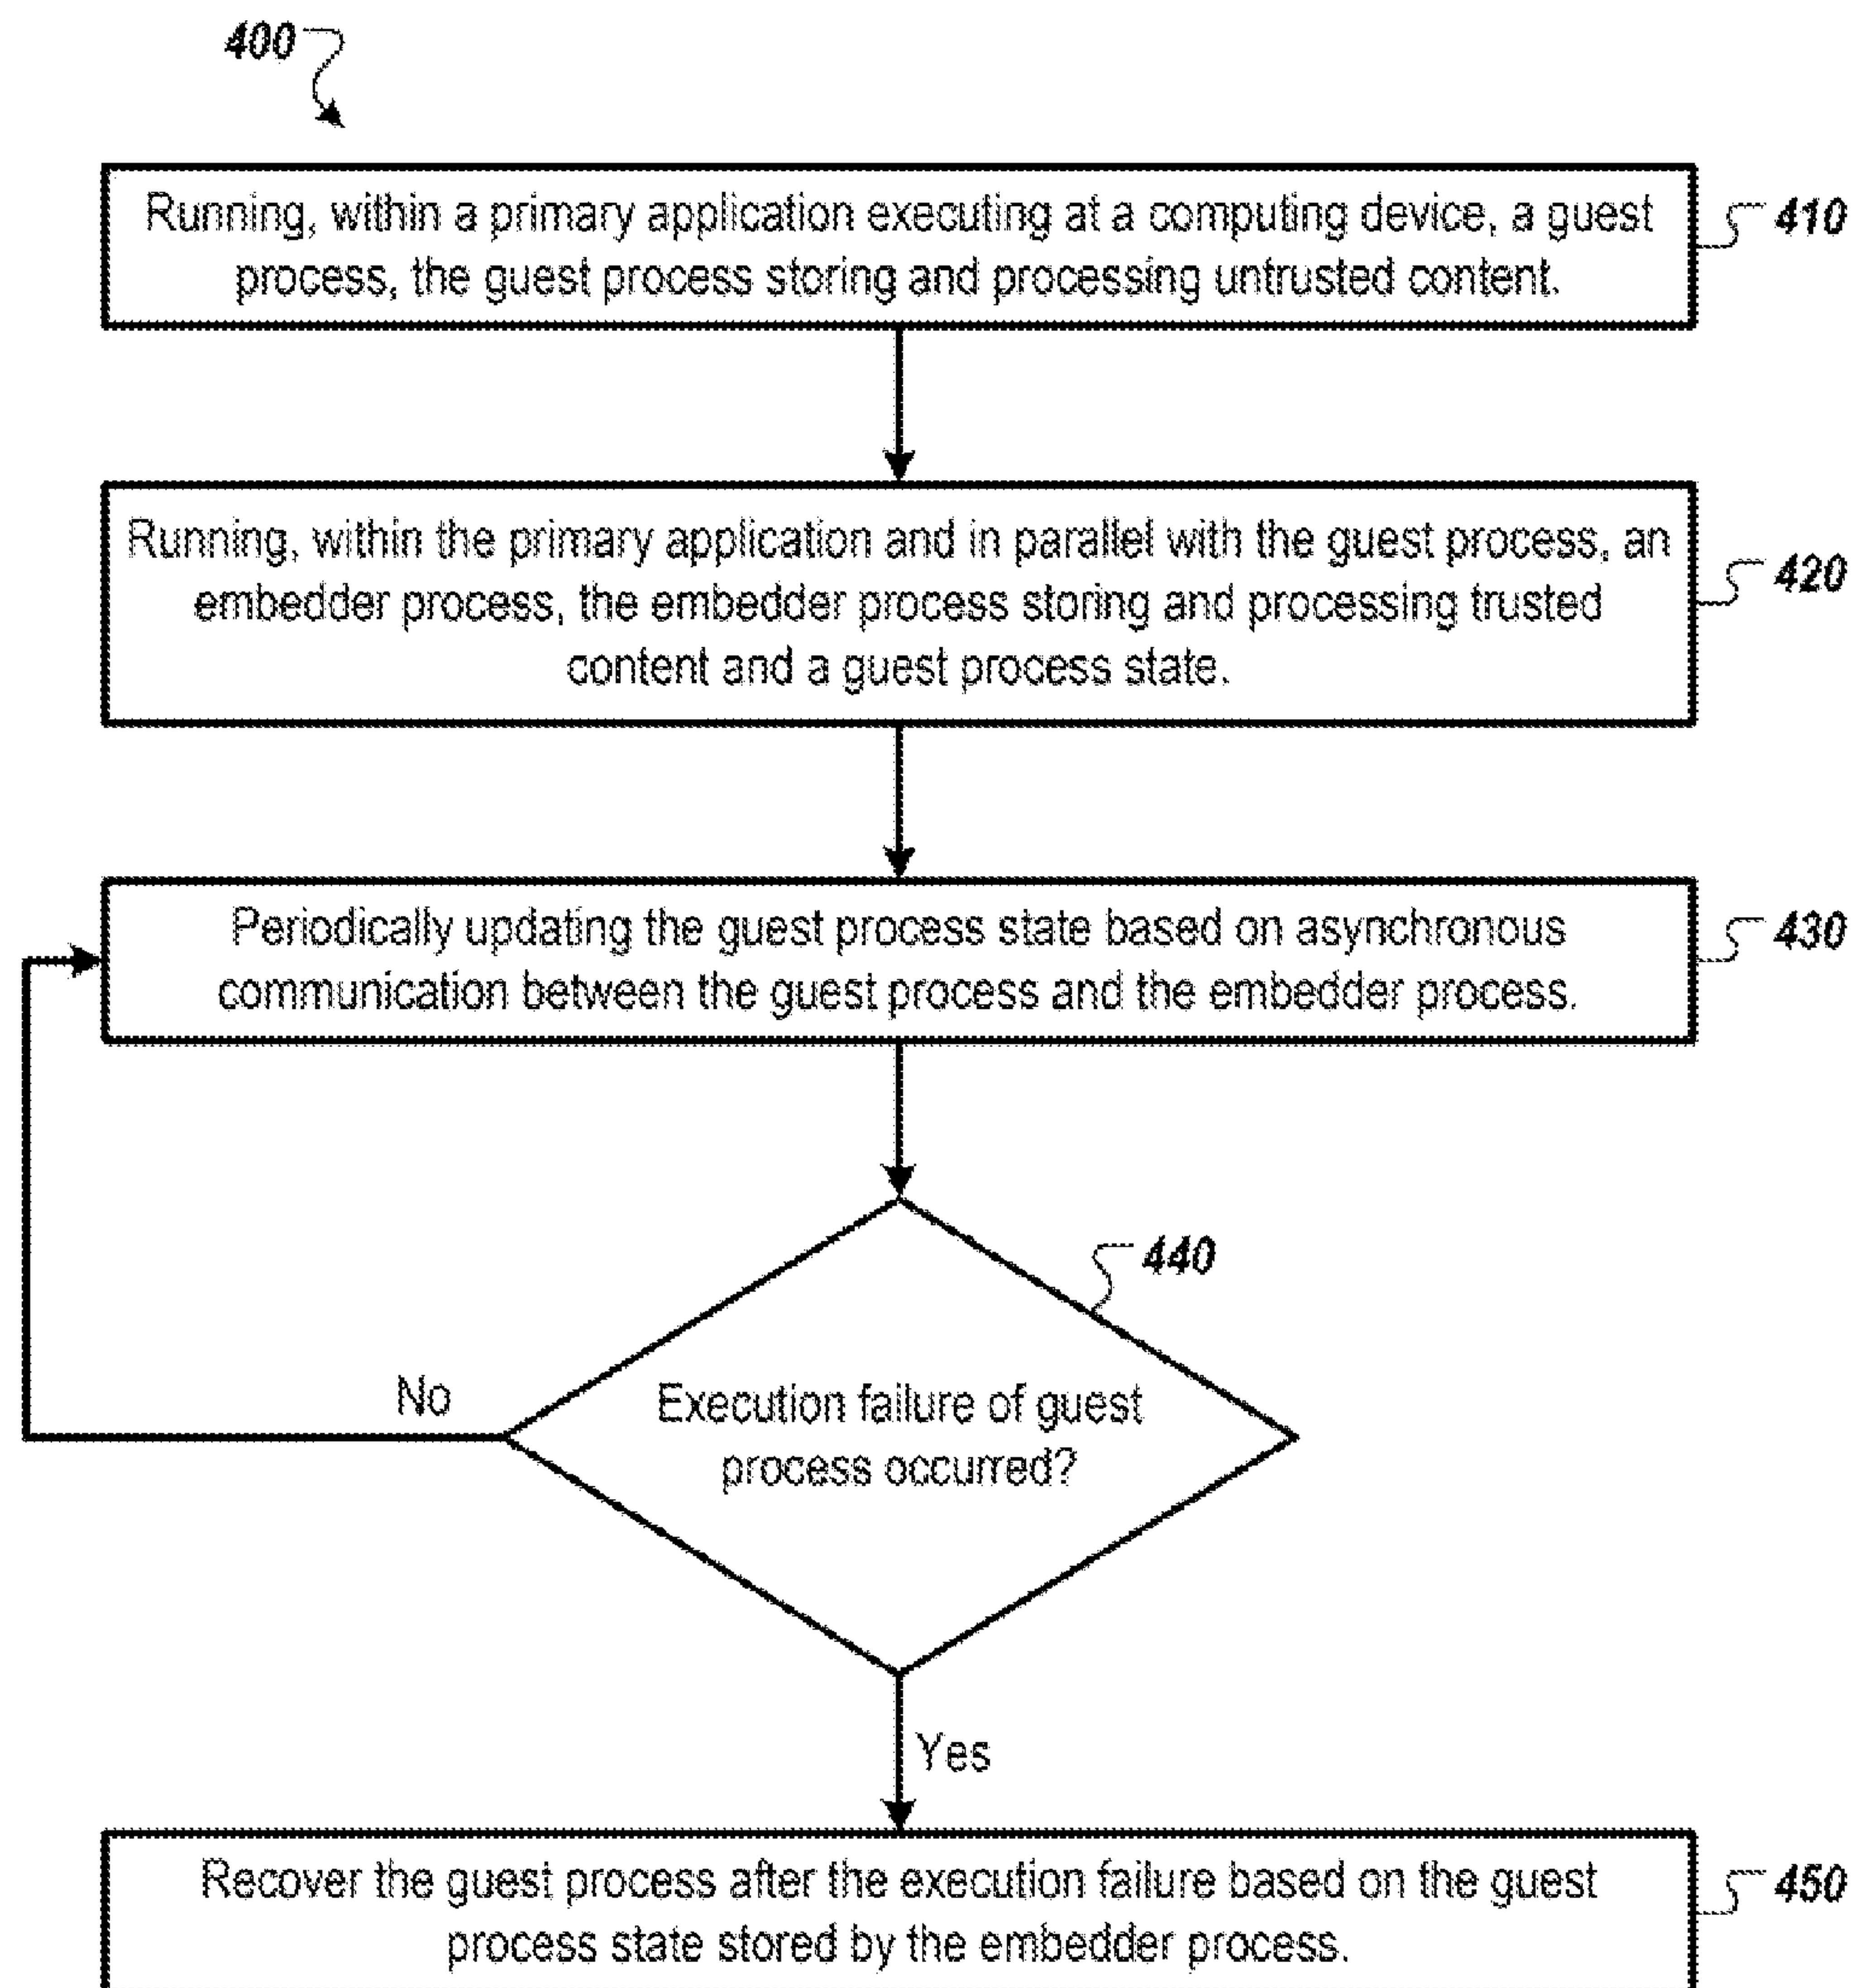 400
Running, within a primary application executing at a computing device, a guest
process, the guest process storing and processing untrusted content.
410
Running, within the primary application and in parallel with the guest process, an
embedder process, the embedder process storing and processing trusted
content and a guest process state.
420
Periodically updating the guest process state based on asynchronous
communication between the guest process and the embedder process.
430
440
Execution failure of guest
process occurred?
No
Yes
Recover the guest process after the execution failure based on the guest
process state stored by the embedder process.
450